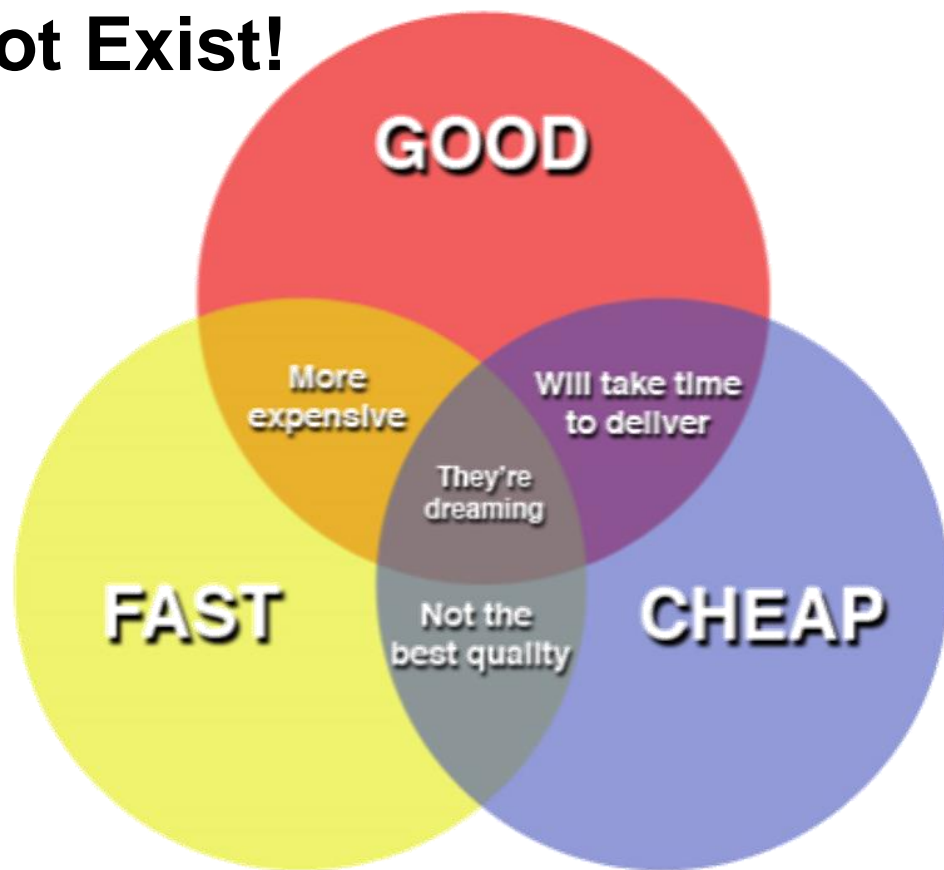 ot Exist!
GOOD
More
expensive
Will take time
to deliver
They're
dreaming
FAST
CHEAP
Not the
best quality